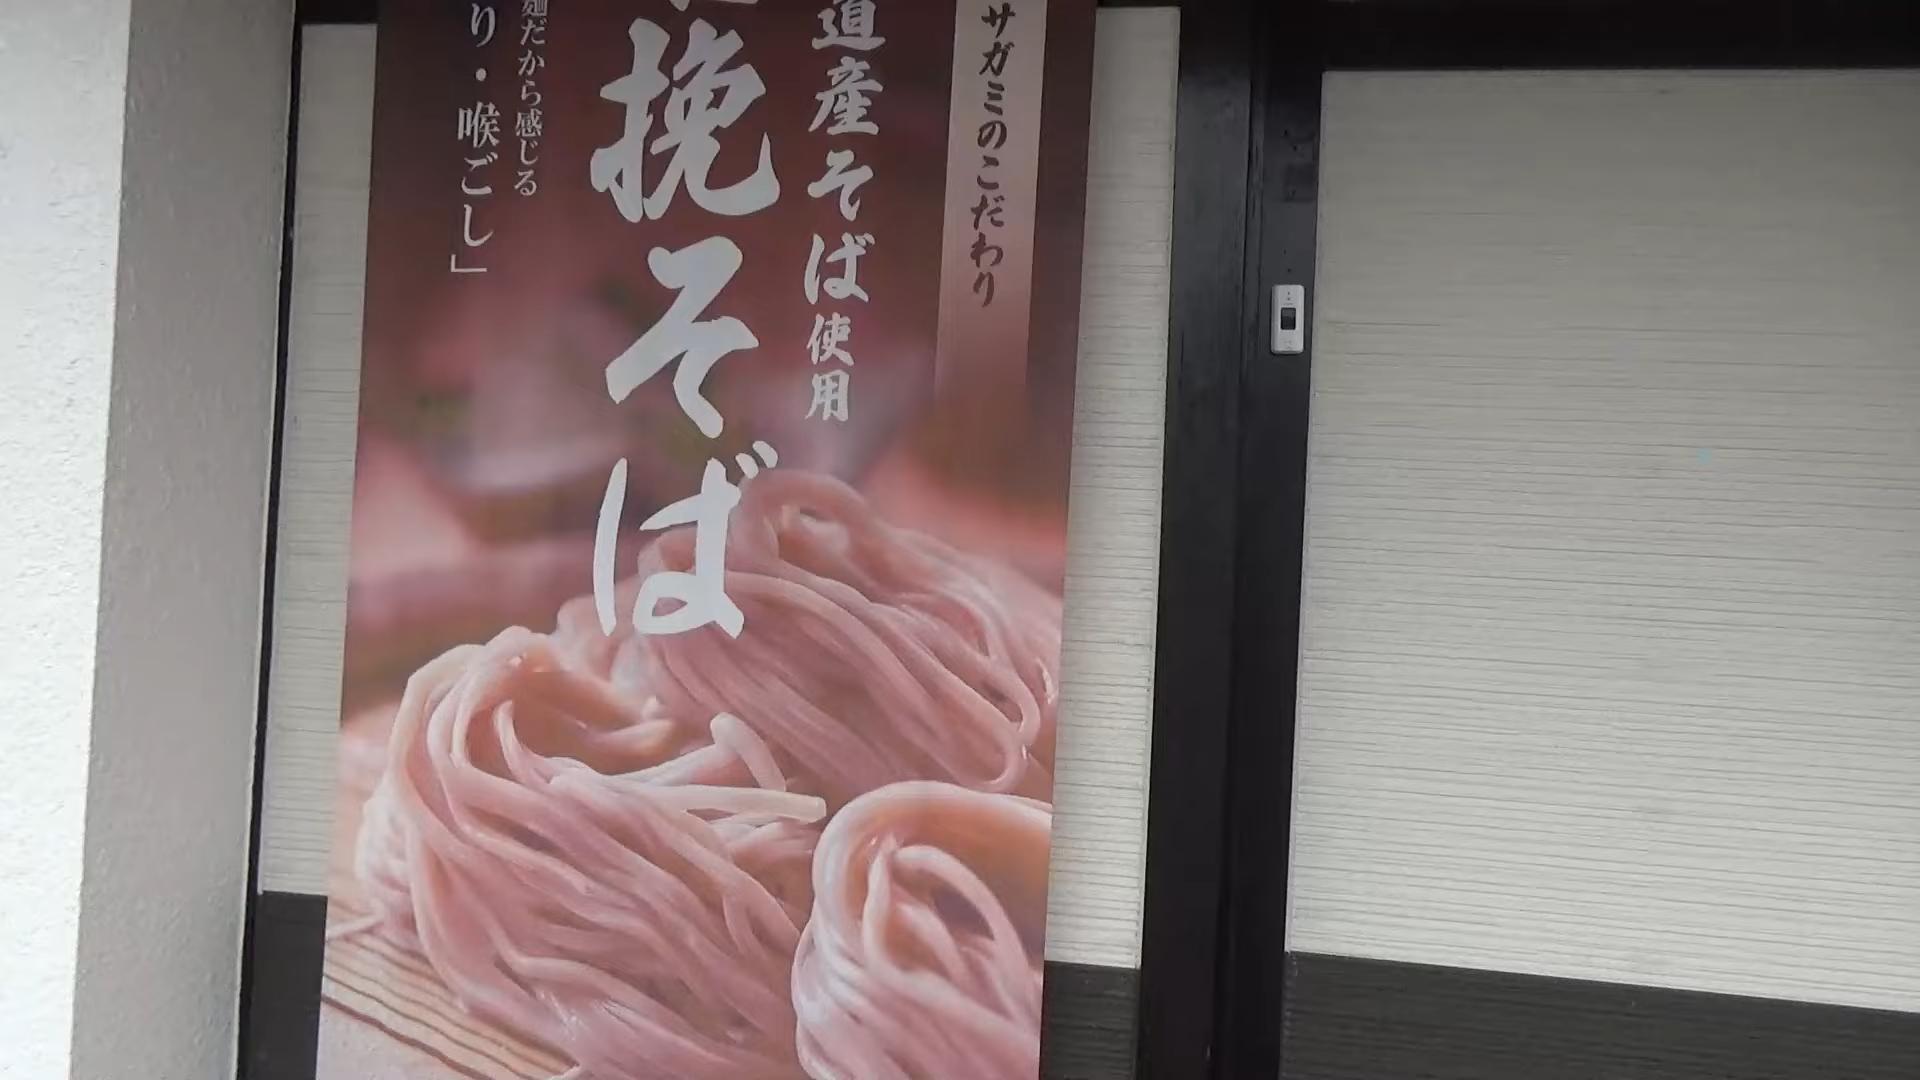 サガミのこだわり
道産そば使用
挽そば
麺だから感じる
り・喉ごし」